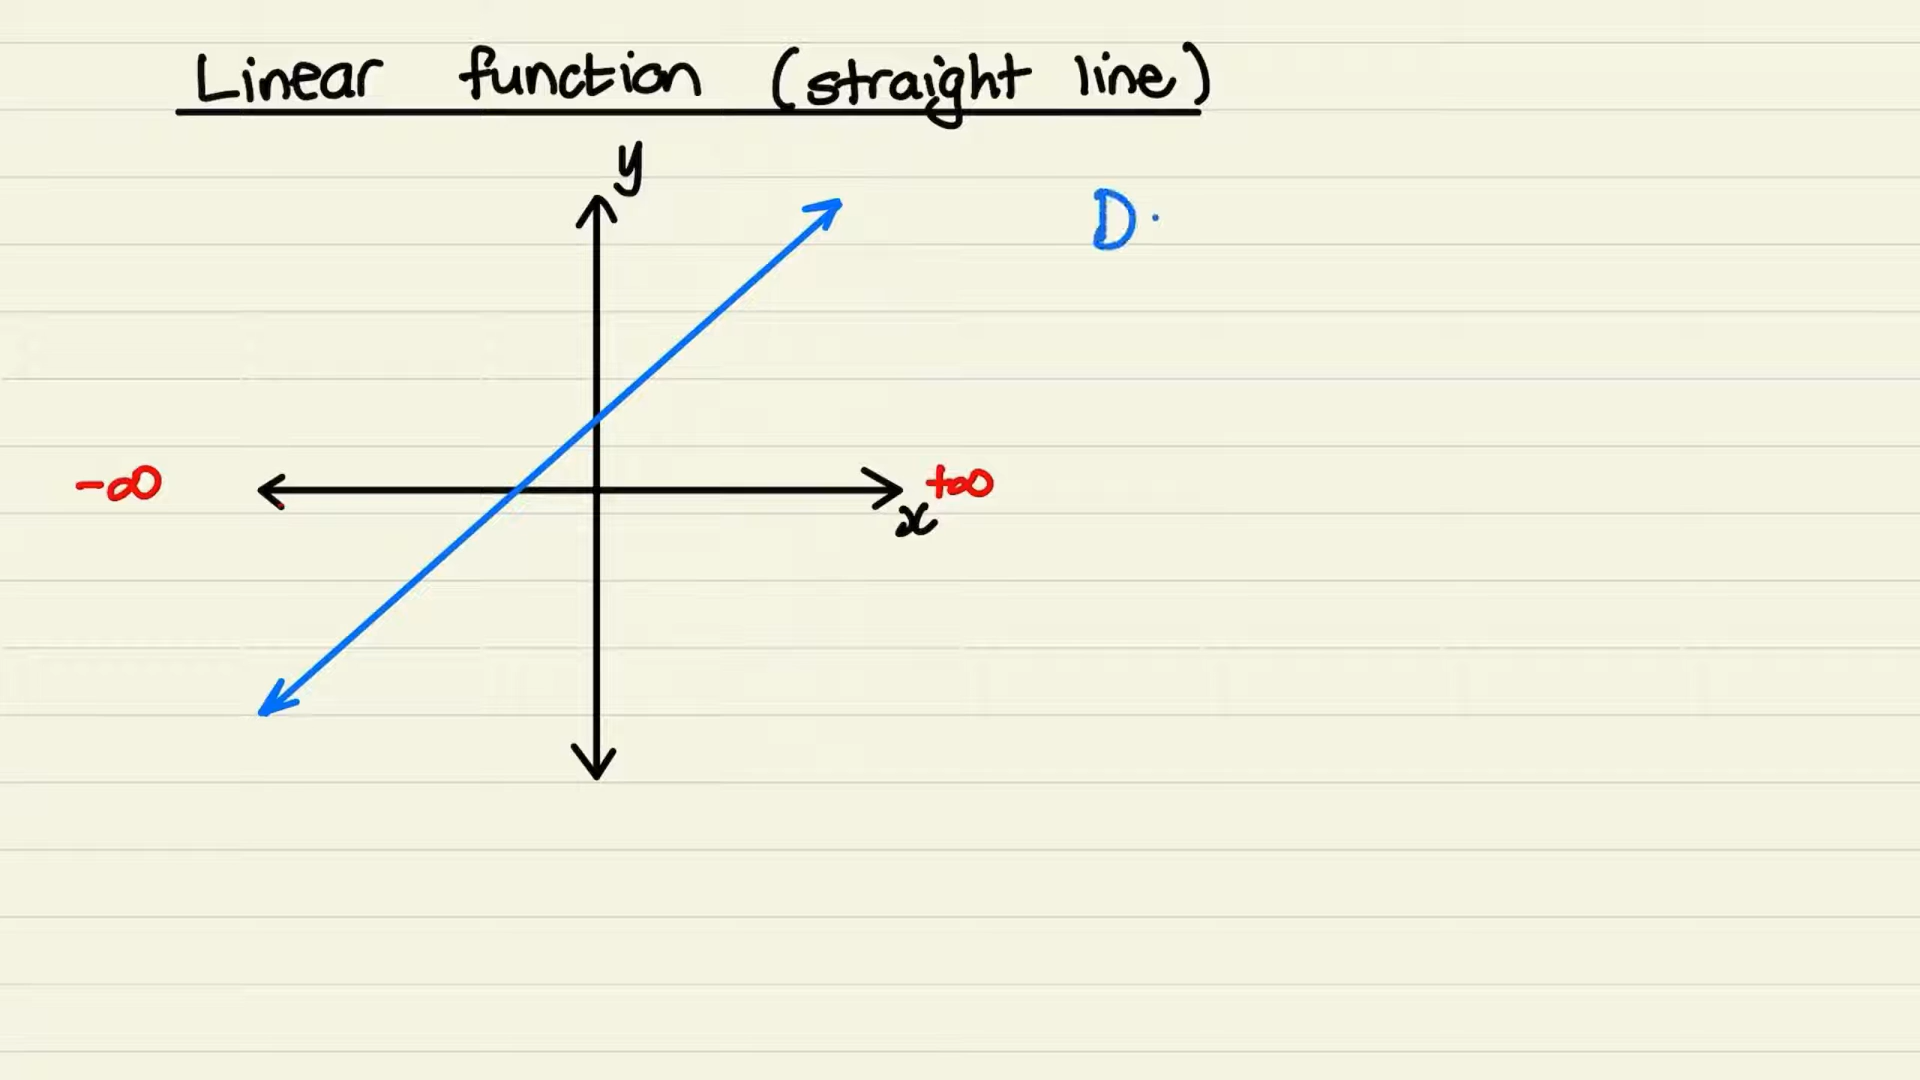 Linear function (straight line)
y
D
-∞ +∞
x